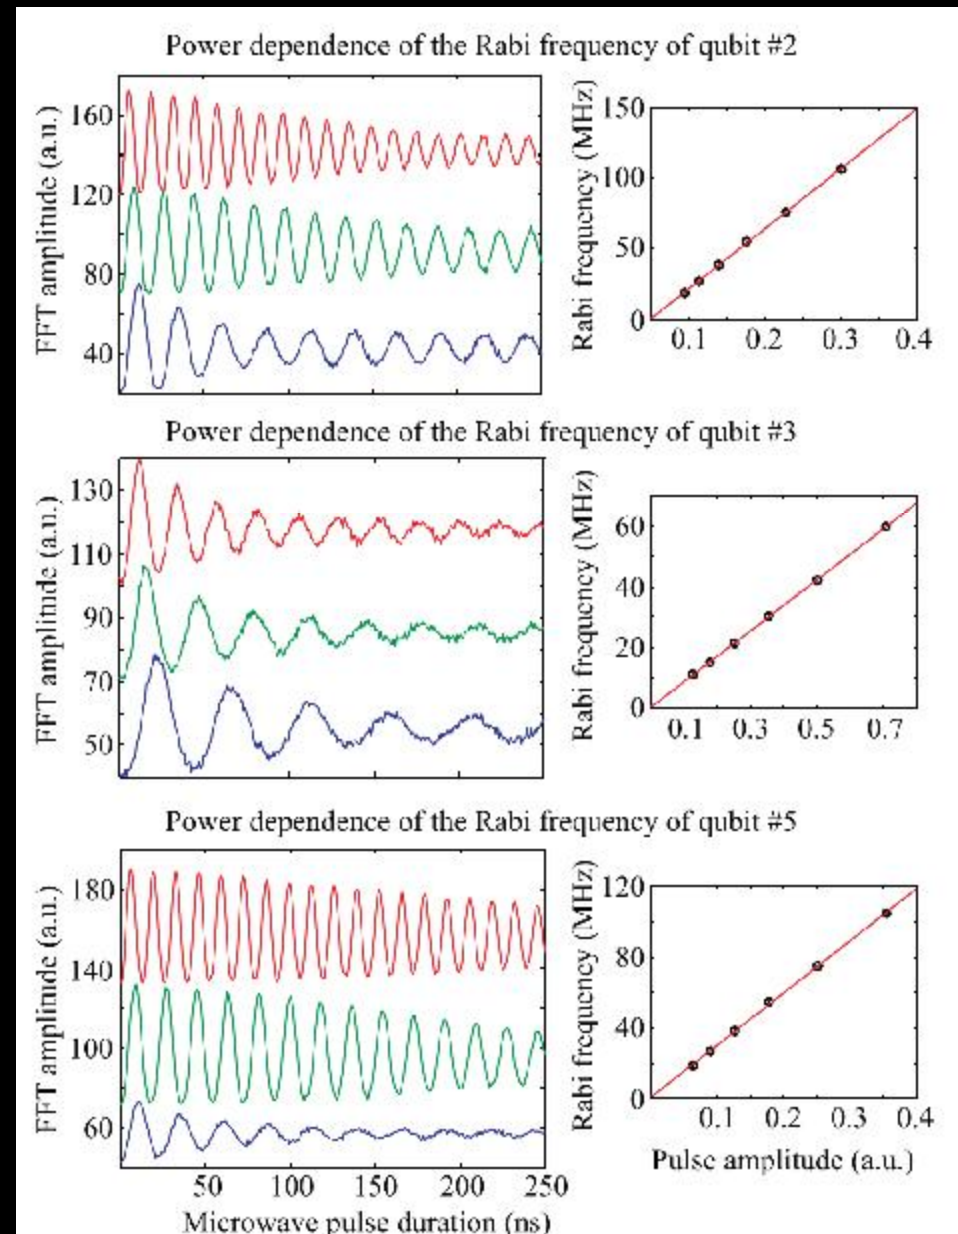 Power dependence of the Rabi frequency of qubit #2
FFT amplitude (a.u.)
160
120
80
40
Rabi frequency (MHz)
150
100
50
0
0.1 0.2 0.3 0.4
Power dependence of the Rabi frequency of qubit #3
FFT amplitude (a.u.)
130
110
90
70
50
Rabi frequency (MHz)
60
40
20
0
0.1 0.3 0.5 0.7
Power dependence of the Rabi frequency of qubit #5
FFT amplitude (a.u.)
180
140
100
60
50 100 150 200 250
Microwave pulse duration (ns)
Rabi frequency (MHz)
120
80
40
0
0.1 0.2 0.3 0.4
Pulse amplitude (a.u.)